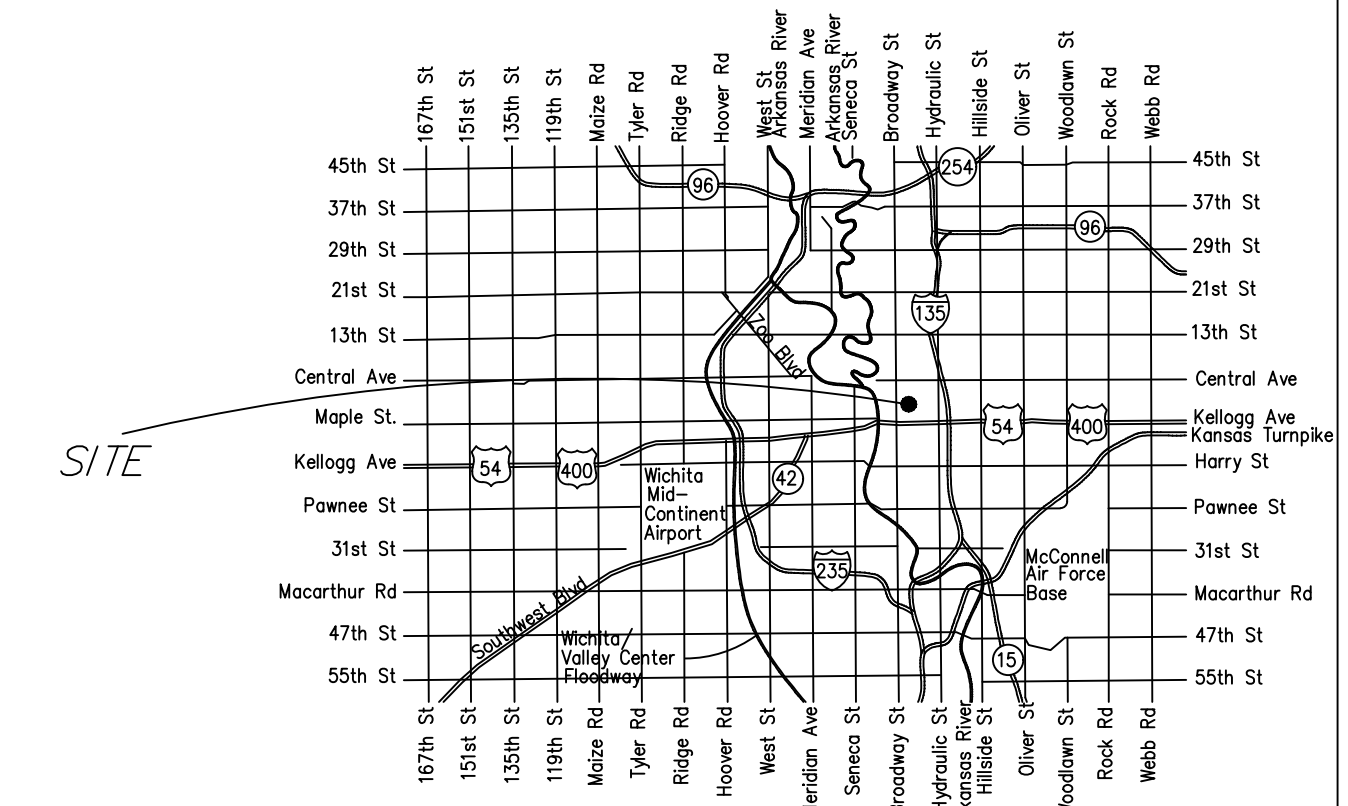 167th St
151st St
135th St
119th St
Maize Rd
Tyler Rd
Ridge Rd
Hoover Rd
West St
Arkansas River
Meridian Ave
Arkansas River
Seneca St
Broadway St
Hydraulic St
Hillside St
Oliver St
Woodlawn St
Rock Rd
Webb Rd
45th St
254
45th St
96
37th St
37th St
96
29th St
29th St
21st St
21st St
135
13th St
13th St
Zoo Blvd
Central Ave
Central Ave
Maple St.
54
400
Kellogg Ave
Kansas Turnpike
SITE
Kellogg Ave
54
400
Harry St
Wichita
Mid-
Continent
Airport
42
Pawnee St
Pawnee St
31st St
31st St
235
McConnell
Air Force
Base
Macarthur Rd
Macarthur Rd
Southwest Blvd
47th St
47th St
Wichita/
Valley Center
Floodway
15
55th St
55th St
167th St
151st St
135th St
119th St
Maize Rd
Tyler Rd
Ridge Rd
Hoover Rd
West St
eridian Ave
Seneca St
roadway St
Hydraulic St
kansas River
Hillside St
Oliver St
oodlawn St
Rock Rd
Webb Rd